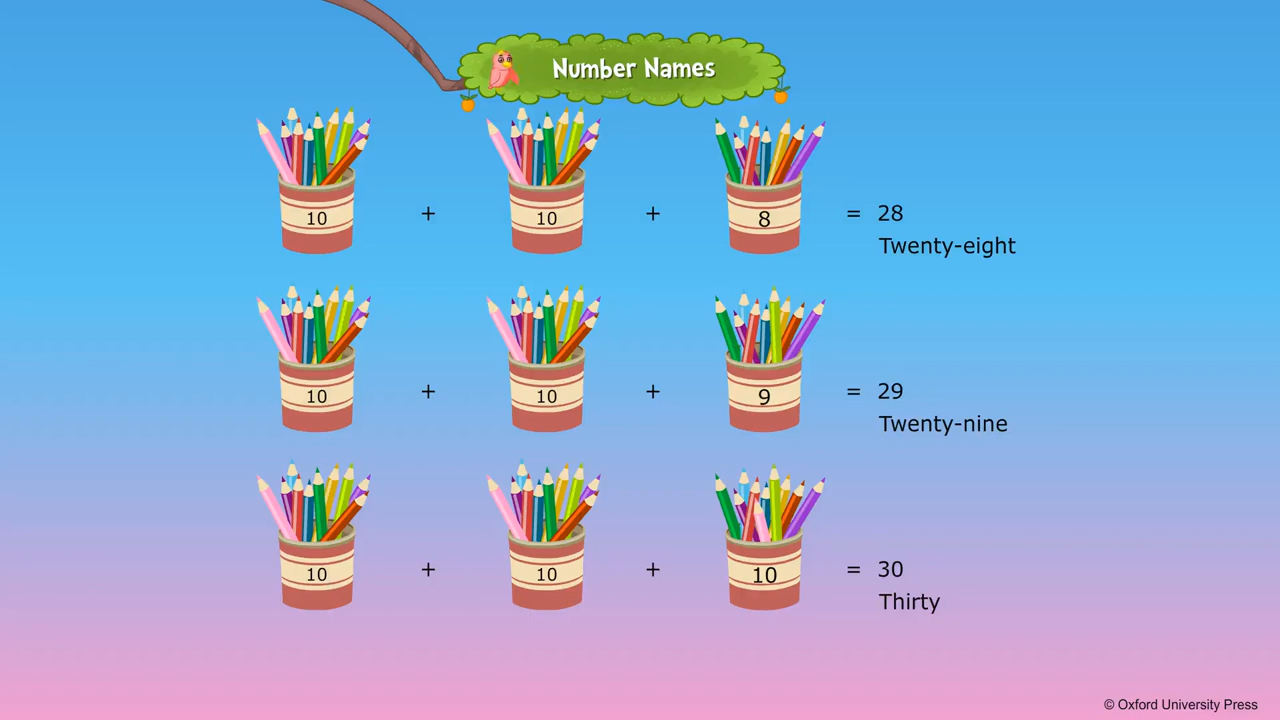 Number Names
10 + 10 + 8 = 28
Twenty-eight
10 + 10 + 9 = 29
Twenty-nine
10 + 10 + 10 = 30
Thirty
© Oxford University Press